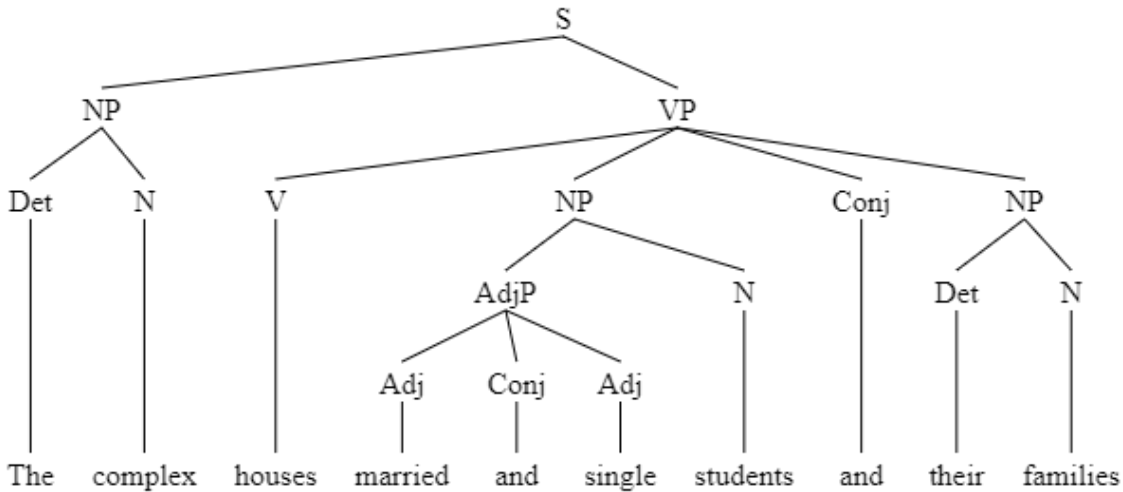 S
NP VP
Det N V NP Conj NP
AdjP N Det N
Adj Conj Adj
The complex houses married and single students and their families